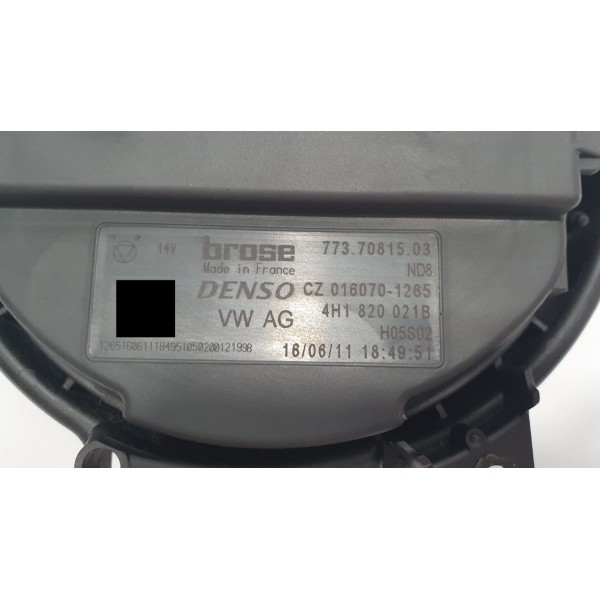 14V brose 773.70815.03
Made in France ND8
DENSO CZ 016070-1265
VW AG 4H1 820 021B
H05S02
1265160611184951050200121998 16/06/11 18:49:51